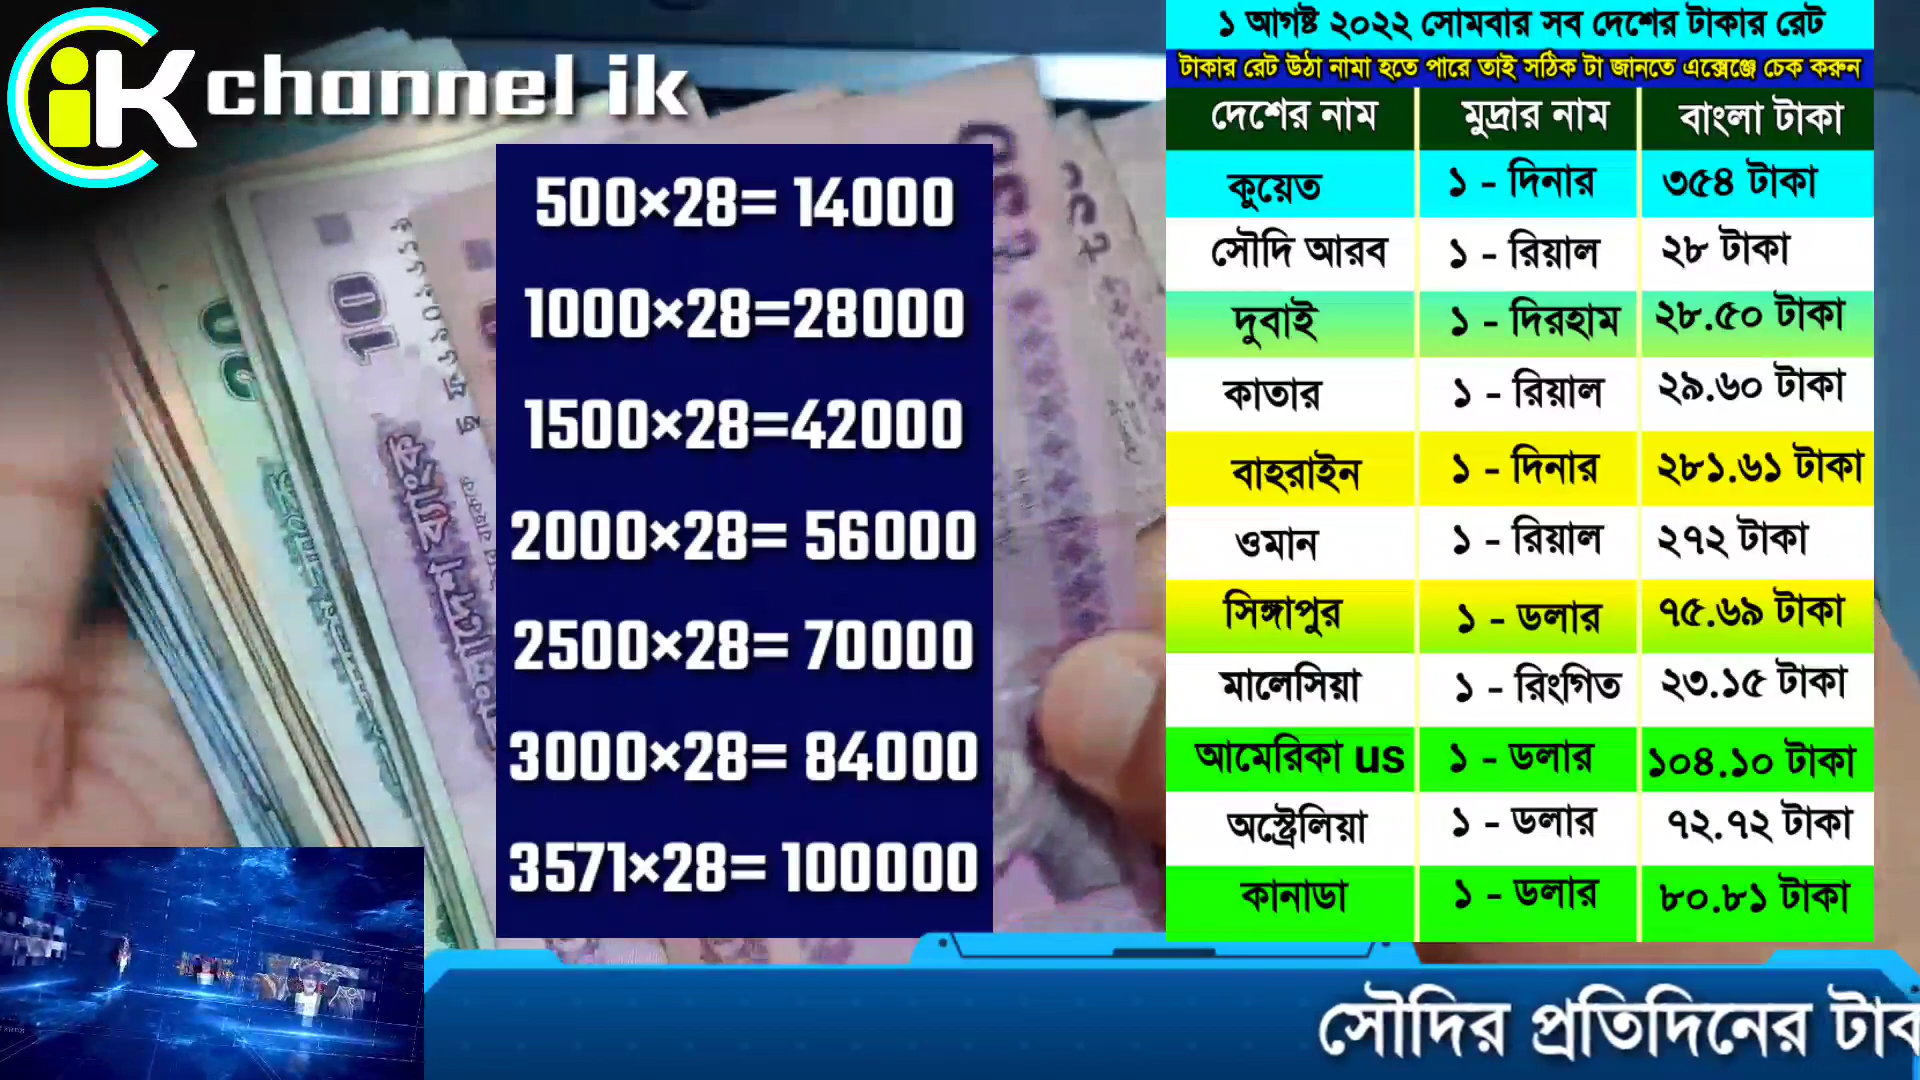 iK channel ik
500×28= 14000
1000×28=28000
1500×28=42000
2000×28= 56000
2500×28= 70000
3000×28= 84000
3571×28= 100000
১ আগষ্ট ২০২২ সোমবার সব দেশের টাকার রেট
টাকার রেট উঠা নামা হতে পারে তাই সঠিক টা জানতে এক্সেঞ্জে চেক করুন
দেশের নাম মুদ্রার নাম বাংলা টাকা
কুয়েত ১ - দিনার ৩৫৪ টাকা
সৌদি আরব ১ - রিয়াল ২৮ টাকা
দুবাই ১ - দিরহাম ২৮.৫০ টাকা
কাতার ১ - রিয়াল ২৯.৬০ টাকা
বাহরাইন ১ - দিনার ২৮১.৬১ টাকা
ওমান ১ - রিয়াল ২৭২ টাকা
সিঙ্গাপুর ১ - ডলার ৭৫.৬৯ টাকা
মালেসিয়া ১ - রিংগিত ২৩.১৫ টাকা
আমেরিকা us ১ - ডলার ১০৪.১০ টাকা
অস্ট্রেলিয়া ১ - ডলার ৭২.৭২ টাকা
কানাডা ১ - ডলার ৮০.৮১ টাকা
10
সৌদির প্রতিদিনের